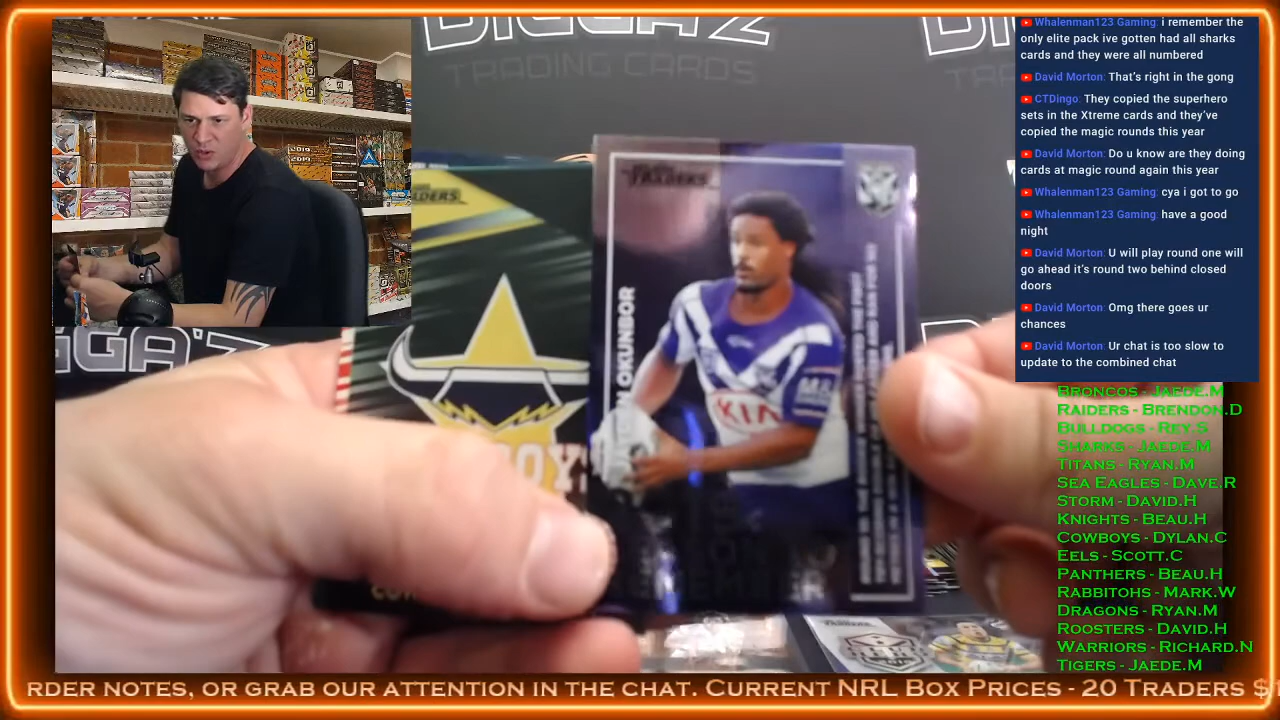 DIGGA'Z
TRADING CARDS
Whalenman123 Gaming: i remember the
only elite pack ive gotten had all sharks
cards and they were all numbered
David Morton: That's right in the gong
CTDingo: They copied the superhero
sets in the Xtreme cards and they've
copied the magic rounds this year
David Morton: Do u know are they doing
cards at magic round again this year
Whalenman123 Gaming: cya i got to go
Whalenman123 Gaming: have a good
night
David Morton: U will play round one will
go ahead it's round two behind closed
doors
David Morton: Omg there goes ur
chances
David Morton: Ur chat is too slow to
update to the combined chat
Broncos - Jaede.M
Raiders - Brendon.D
Bulldogs - Rey.S
Sharks - Jaede.M
Titans - Ryan.M
Sea Eagles - Dave.R
Storm - David.H
Knights - Beau.H
Cowboys - Dylan.C
Eels - Scott.C
Panthers - Beau.H
Rabbitohs - Mark.W
Dragons - Ryan.M
Roosters - David.H
Warriors - Richard.N
Tigers - Jaede.M
2019
2019
TRADERS
OKUNBOR
KIA
rder notes, or grab our attention in the chat. Current NRL Box Prices - 20 Traders $